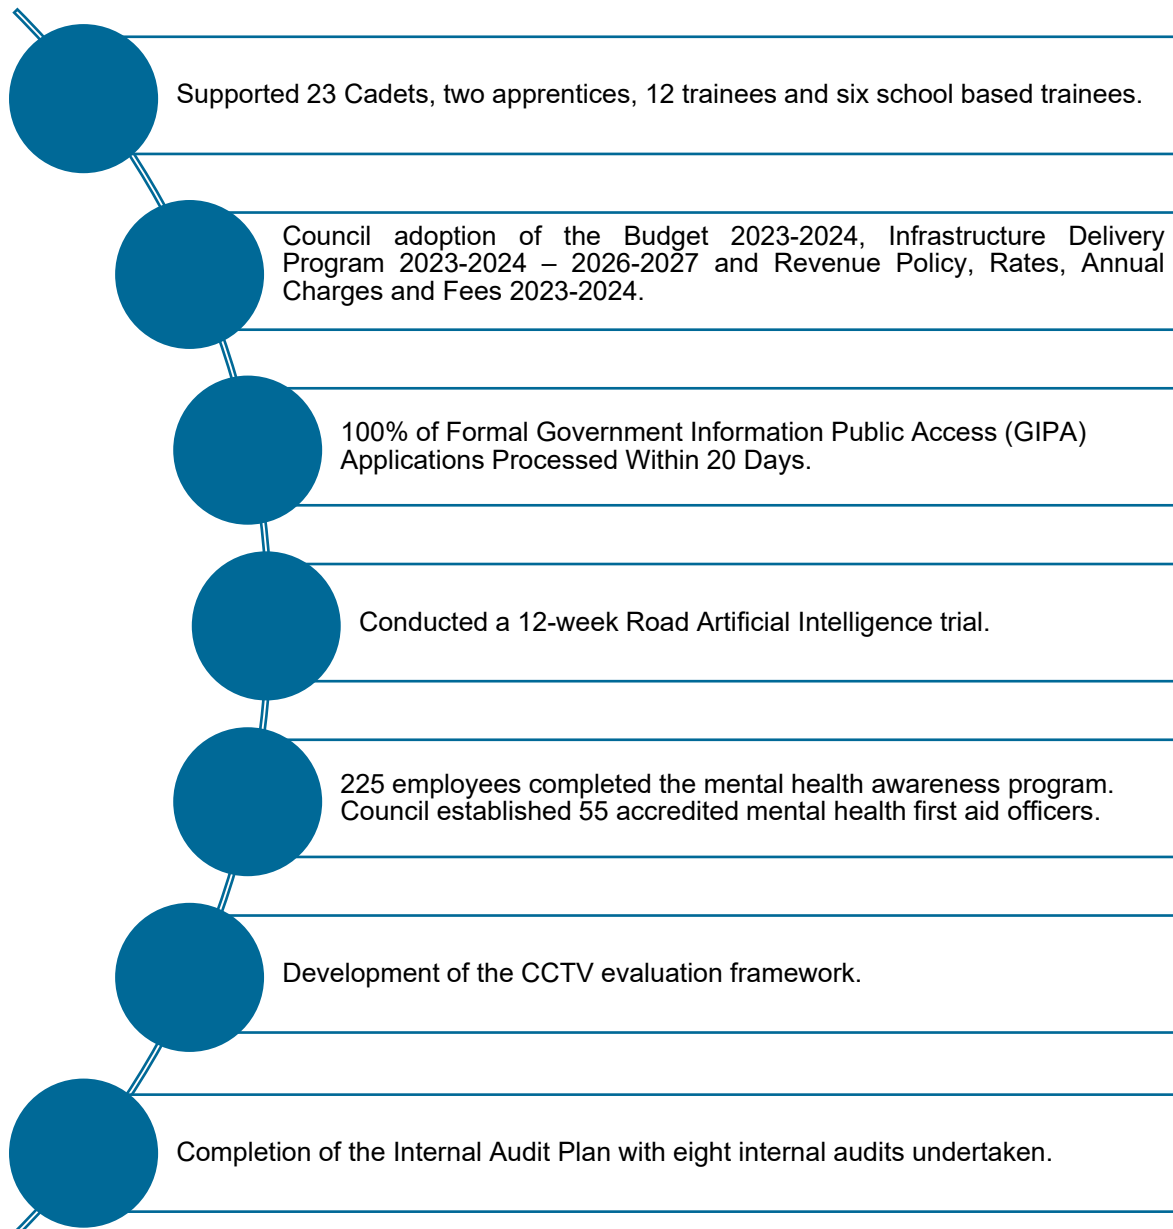 Supported 23 Cadets, two apprentices, 12 trainees and six school based trainees.
Council adoption of the Budget 2023-2024, Infrastructure Delivery
Program 2023-2024 – 2026-2027 and Revenue Policy, Rates, Annual
Charges and Fees 2023-2024.
100% of Formal Government Information Public Access (GIPA)
Applications Processed Within 20 Days.
Conducted a 12-week Road Artificial Intelligence trial.
225 employees completed the mental health awareness program.
Council established 55 accredited mental health first aid officers.
Development of the CCTV evaluation framework.
Completion of the Internal Audit Plan with eight internal audits undertaken.